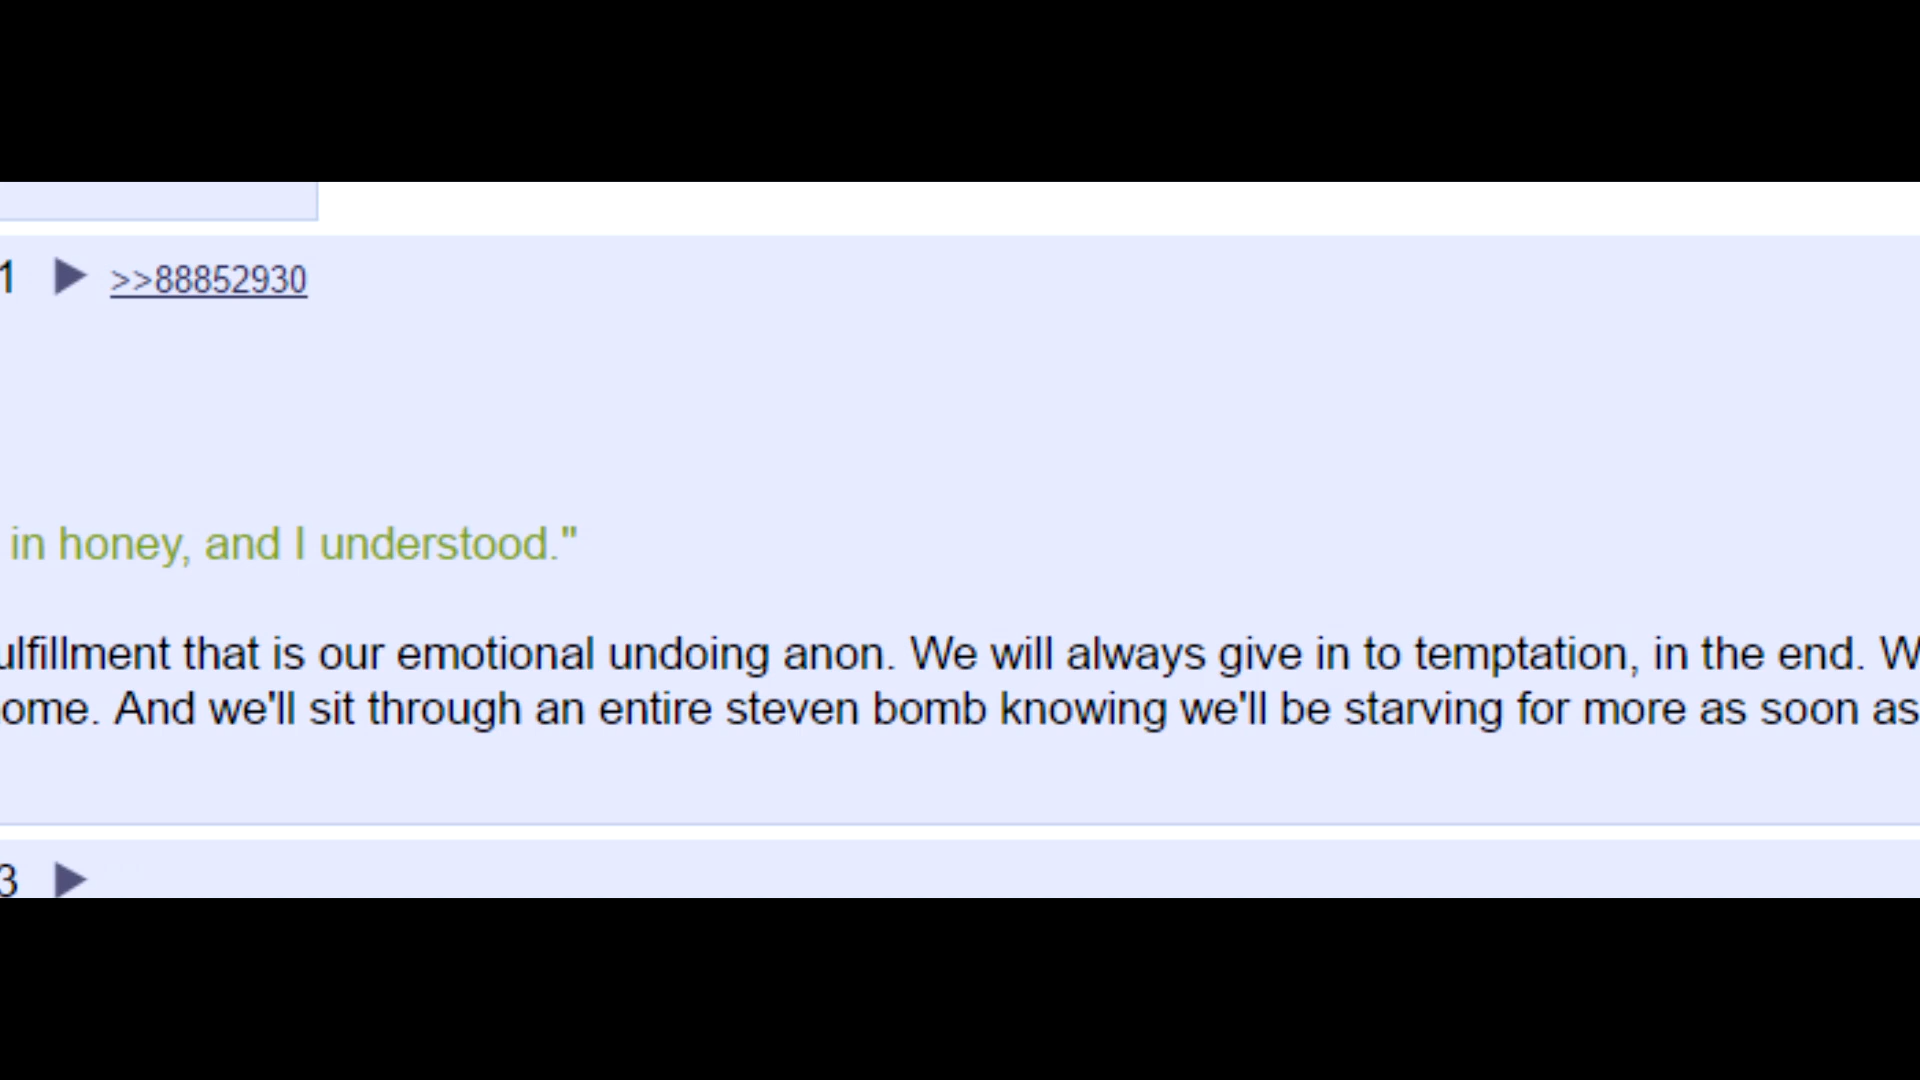 1 ▶ >>88852930
in honey, and I understood."
ulfillment that is our emotional undoing anon. We will always give in to temptation, in the end. W
ome. And we'll sit through an entire steven bomb knowing we'll be starving for more as soon as
3 ▶